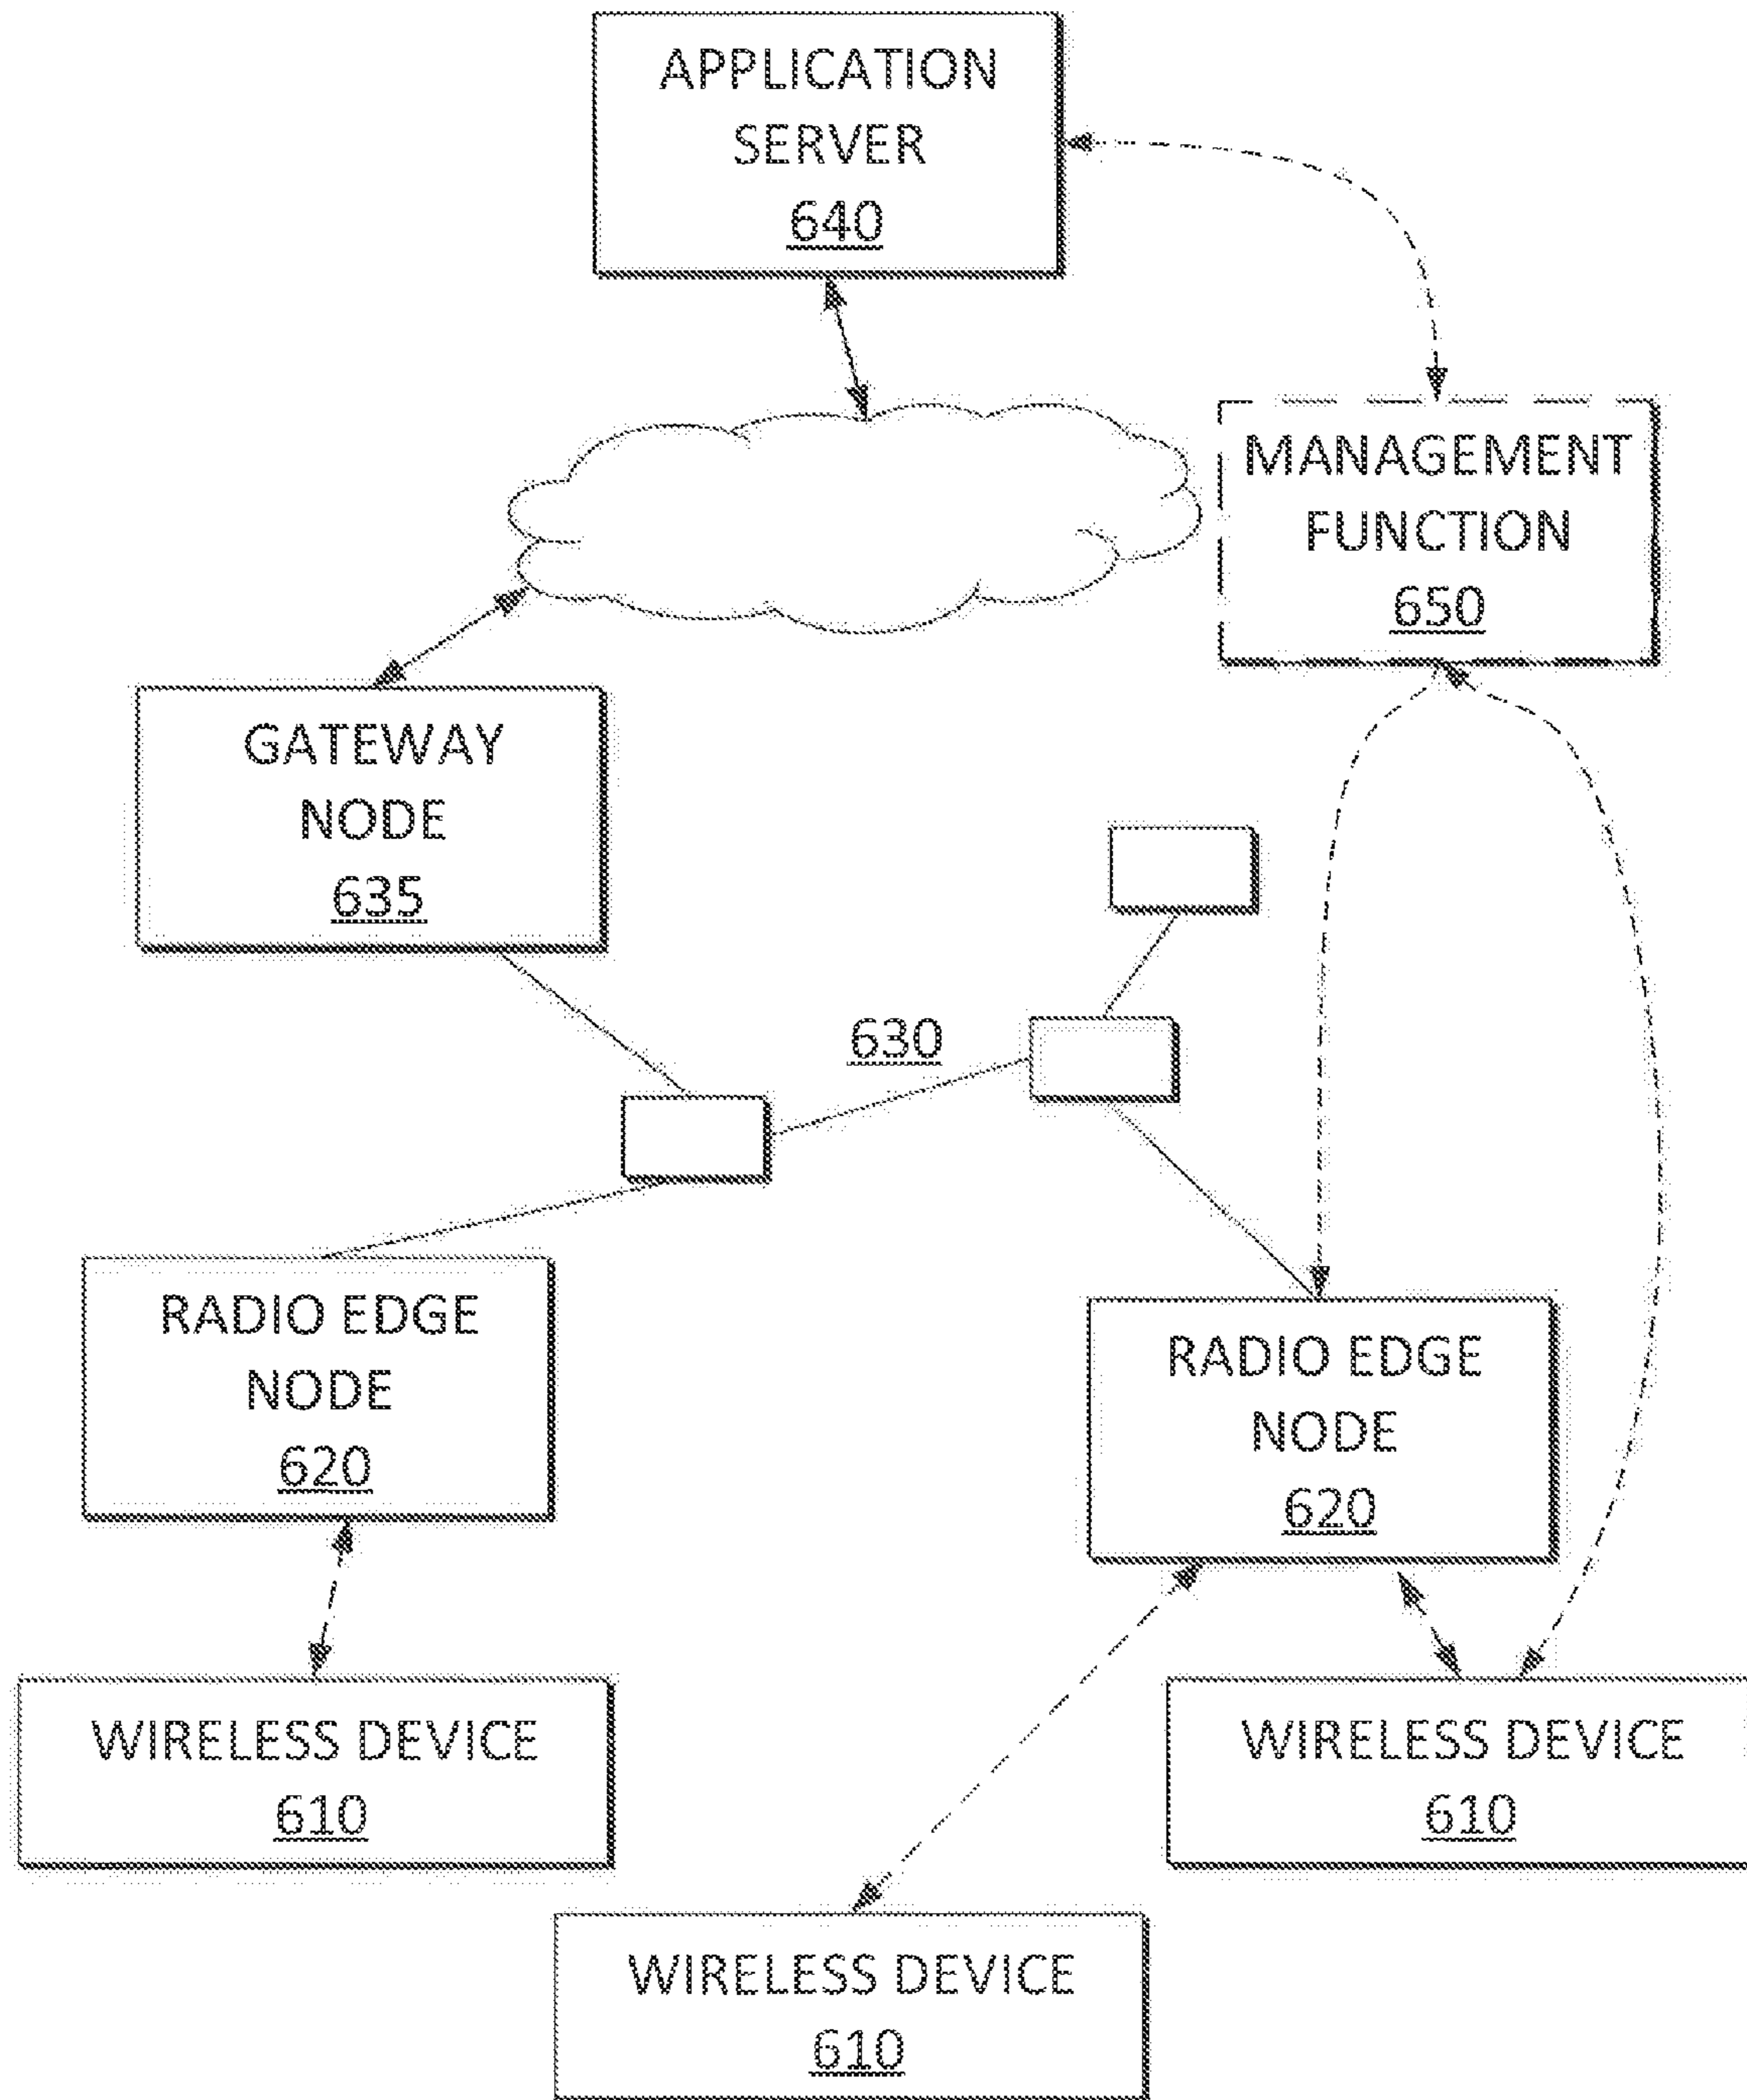 APPLICATION
SERVER
640
MANAGEMENT
FUNCTION
650
GATEWAY
NODE
635
630
RADIO EDGE
NODE
620
RADIO EDGE
NODE
620
WIRELESS DEVICE
610
WIRELESS DEVICE
610
WIRELESS DEVICE
610